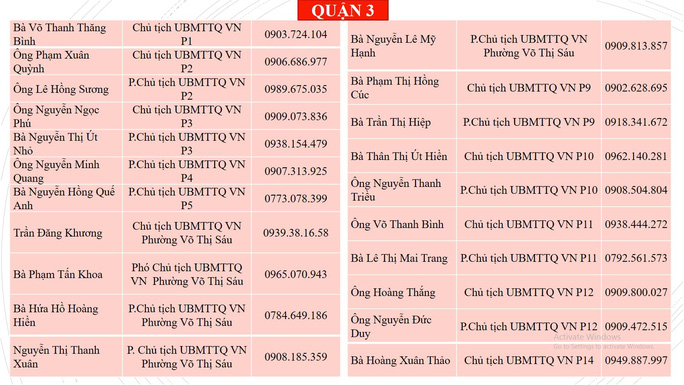 QUẬN 3
Bà Võ Thanh Thăng
Bình
Chủ tịch UBMTTQ VN
P1
0903.724.104
Ông Phạm Xuân
Quỳnh
Chủ tịch UBMTTQ VN
P2
0906.686.977
Ông Lê Hồng Sương
P.Chủ tịch UBMTTQ VN
P2
0989.675.035
Ông Nguyễn Ngọc
Phú
Chủ tịch UBMTTQ VN
P3
0909.073.836
Bà Nguyễn Thị Út
Nhỏ
P.Chủ tịch UBMTTQ VN
P3
0938.154.479
Ông Nguyễn Minh
Quang
P.Chủ tịch UBMTTQ VN
P4
0907.313.925
Bà Nguyễn Hồng Quế
Anh
P.Chủ tịch UBMTTQ VN
P5
0773.078.399
Trần Đăng Khương
Chủ tịch UBMTTQ VN
Phường Võ Thị Sáu
0939.38.16.58
Bà Phạm Tấn Khoa
Phó Chủ tịch UBMTTQ
VN Phường Võ Thị Sáu
0965.070.943
Bà Hứa Hồ Hoàng
Hiến
P.Chủ tịch UBMTTQ VN
Phường Võ Thị Sáu
0784.649.186
Nguyễn Thị Thanh
Xuân
P. Chủ tịch UBMTTQ VN
Phường Võ Thị Sáu
0908.185.359
Bà Nguyễn Lê Mỹ
Hạnh
P.Chủ tịch UBMTTQ VN
Phường Võ Thị Sáu
0909.813.857
Bà Phạm Thị Hồng
Cúc
Chủ tịch UBMTTQ VN P9
0902.628.695
Bà Trần Thị Hiệp
P.Chủ tịch UBMTTQ VN P9
0918.341.672
Bà Thân Thị Út Hiền
Chủ tịch UBMTTQ VN P10
0962.140.281
Ông Nguyễn Thanh
Triều
P.Chủ tịch UBMTTQ VN P10
0908.504.804
Ông Võ Thanh Bình
Chủ tịch UBMTTQ VN P11
0938.444.272
Bà Lê Thị Mai Trang
P.Chủ tịch UBMTTQ VN P11
0792.561.573
Ông Hoàng Thắng
Chủ tịch UBMTTQ VN P12
0909.800.027
Ông Nguyễn Đức
Duy
P.Chủ tịch UBMTTQ VN P12
0909.472.515
Bà Hoàng Xuân Thảo
Chủ tịch UBMTTQ VN P14
0949.887.997
Activate Windows
Go to Settings to activate Windows.